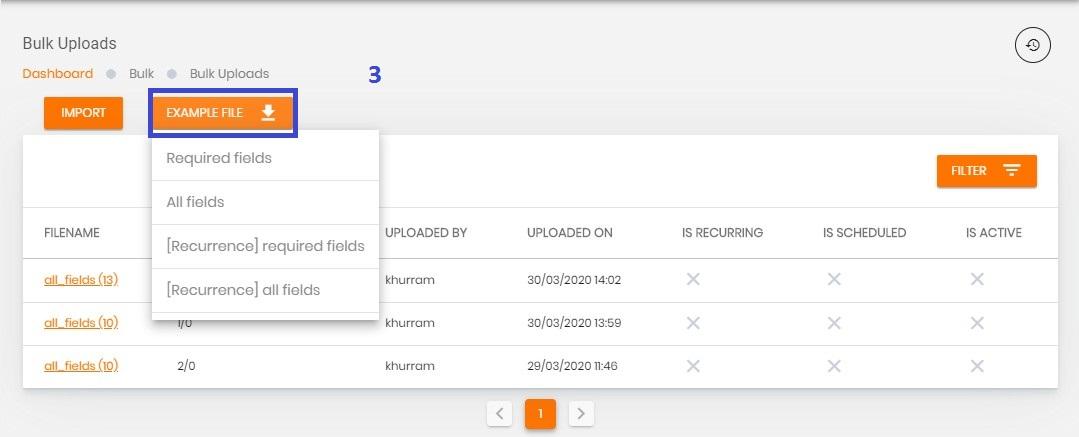 Bulk Uploads
Dashboard Bulk Bulk Uploads
3
IMPORT EXAMPLE FILE
Required fields
All fields
[Recurrence] required fields
[Recurrence] all fields
FILTER
FILENAME UPLOADED BY UPLOADED ON IS RECURRING IS SCHEDULED IS ACTIVE
all_fields (13) khurram 30/03/2020 14:02
all_fields (10) 1/0 khurram 30/03/2020 13:59
all_fields (10) 2/0 khurram 29/03/2020 11:46
1